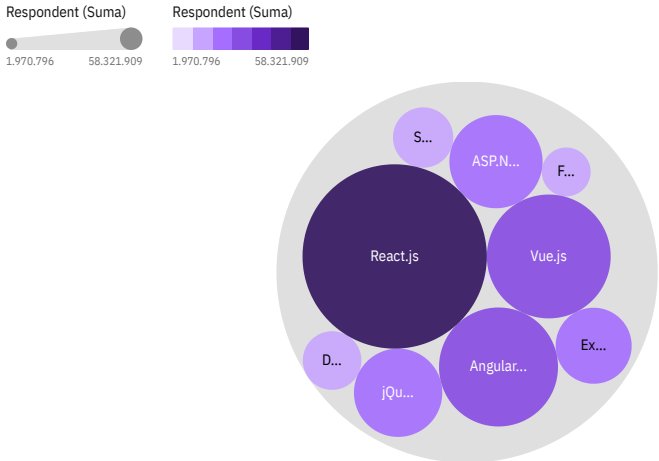 Respondent (Suma)
1.970.796 58.321.909
Respondent (Suma)
1.970.796 58.321.909
S...
ASP.N...
F...
React.js
Vue.js
D...
jQu...
Angular...
Ex...